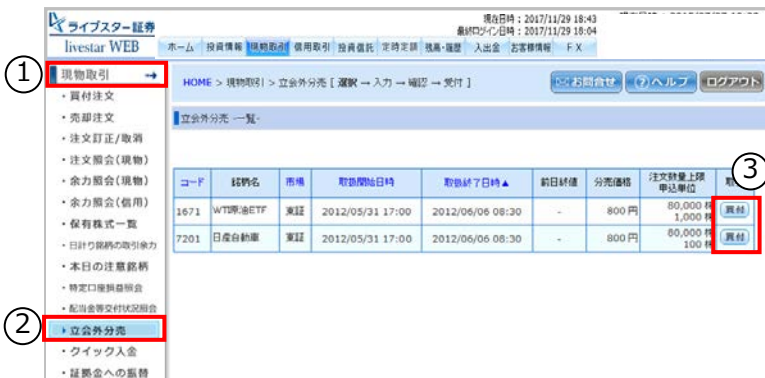 ライブスター証券
livestar WEB
現在日時：2017/11/29 18:43
最終ログイン日時：2017/11/29 18:04
ホーム 投資情報 現物取引 信用取引 投資信託 定時定額 残高・履歴 入出金 お客様情報 FX
① 現物取引 →
・買付注文
・売却注文
・注文訂正/取消
・注文照会(現物)
・余力照会(現物)
・余力照会(信用)
・保有株式一覧
・日計り銘柄の取引余力
・本日の注意銘柄
・特定口座損益照会
・配当金等交付状況照会
② 立会外分売
・クイック入金
・証拠金への振替
HOME > 現物取引 > 立会外分売 [ 選択 → 入力 → 確認 → 受付 ]
お問合せ ?ヘルプ ログアウト
立会外分売 -一覧-
③
コード 銘柄名 市場 取扱開始日時 取扱終了日時▲ 前日終値 分売価格 注文数量上限 申込単位
1671 WTI原油ETF 東証 2012/05/31 17:00 2012/06/06 08:30 - 800円 80,000株 1,000株 買付
7201 日産自動車 東証 2012/05/31 17:00 2012/06/06 08:30 - 800円 80,000株 100株 買付